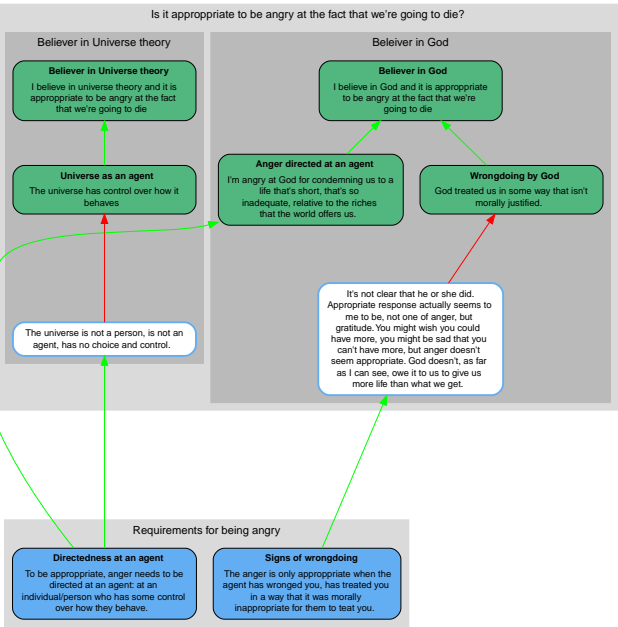 Is it approppriate to be angry at the fact that we're going to die?
Believer in Universe theory
Believer in Universe theory
I believe in universe theory and it is
approppriate to be angry at the fact
that we're going to die
Universe as an agent
The universe has control over how it
behaves
The universe is not a person, is not an
agent, has no choice and control.
Beleiver in God
Believer in God
I believe in God and it is appropriate
to be angry at the fact that we're
going to die
Anger directed at an agent
I'm angry at God for condemning us to a
life that's short, that's so
inadequate, relative to the riches
that the world offers us.
Wrongdoing by God
God treated us in some way that isn't
morally justified.
It's not clear that he or she did.
Appropriate response actually seems to
me to be, not one of anger, but
gratitude. You might wish you could
have more, you might be sad that you
can't have more, but anger doesn't
seem appropriate. God doesn't, as far
as I can see, owe it to us to give us
more life than what we get.
Requirements for being angry
Directedness at an agent
To be approppriate, anger needs to be
directed at an agent: at an
individual/person who has some control
over how they behave.
Signs of wrongdoing
The anger is only approppriate when the
agent has wronged you, has treated you
in a way that it was morally
inappropriate for them to teat you.